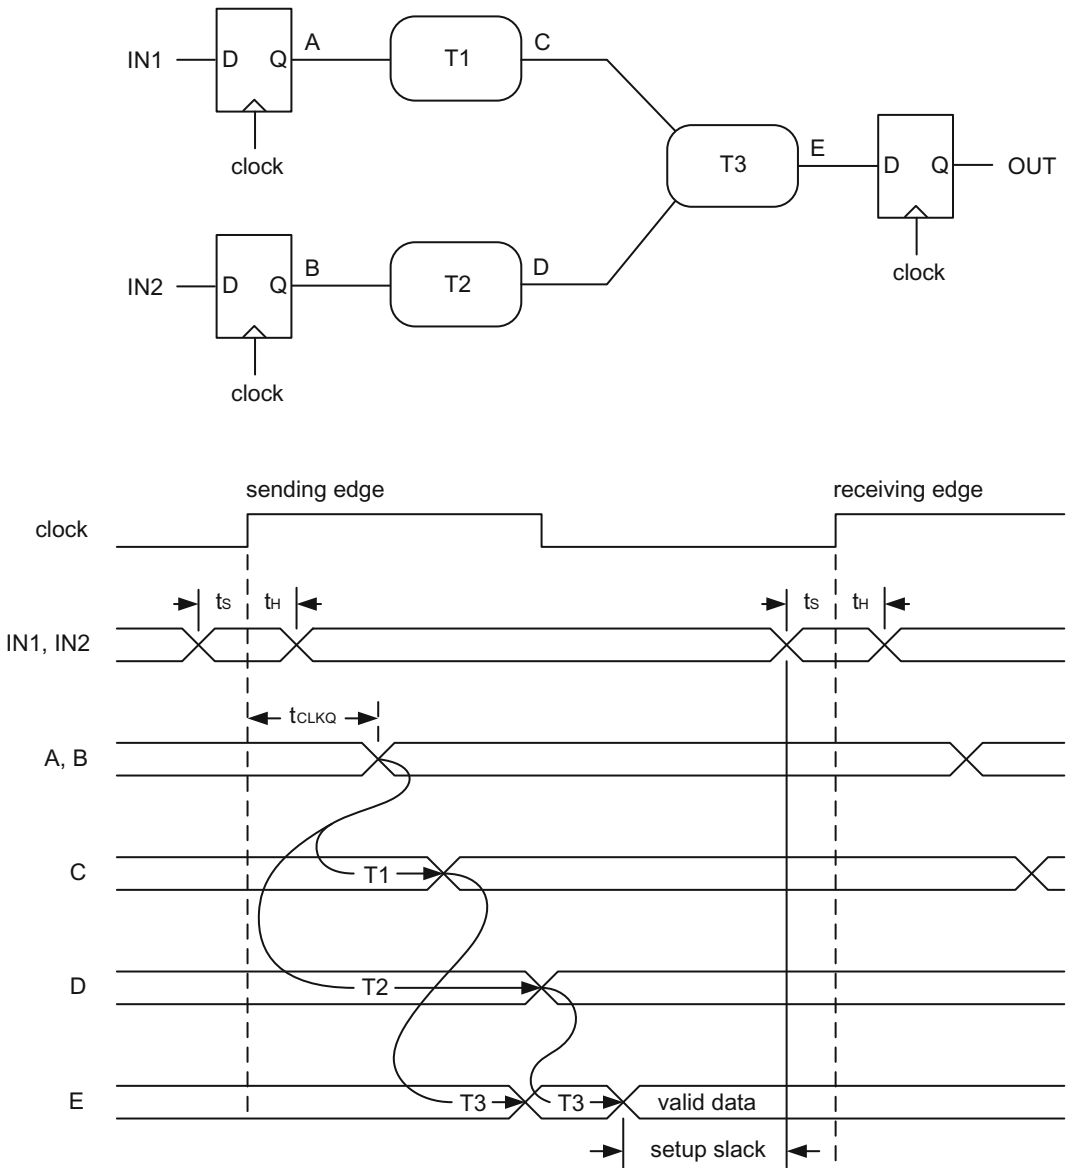 IN1 D Q A T1 C
clock
T3 E D Q OUT
clock
IN2 D Q B T2 D
clock
sending edge receiving edge
clock
tS tH tS tH
IN1, IN2
tCLKQ
A, B
C T1
D T2
E T3 T3 valid data
setup slack